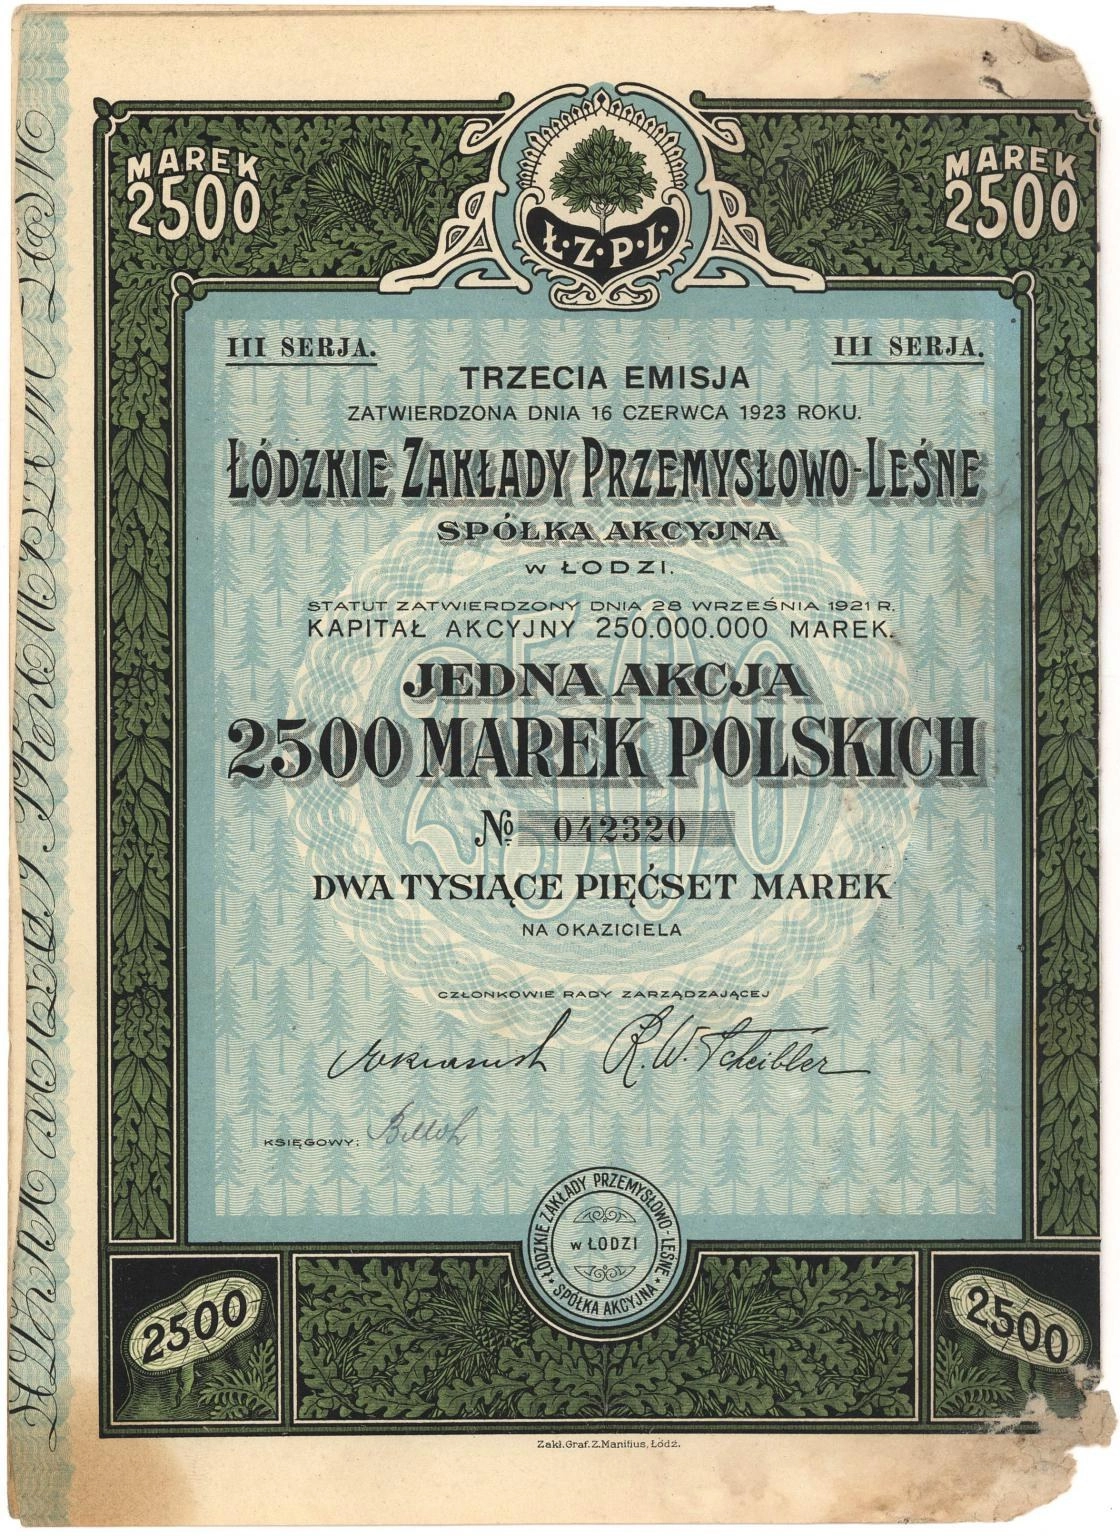 MAREK
2500
MAREK
2500
Ł·Z·P·L·
III SERJA.
III SERJA.
TRZECIA EMISJA
ZATWIERDZONA DNIA 16 CZERWCA 1923 ROKU.
ŁÓDZKIE ZAKŁADY PRZEMYSŁOWO-LEŚNE
SPÓŁKA AKCYJNA
W ŁODZI.
STATUT ZATWIERDZONY DNIA 28 WRZEŚNIA 1921 R.
KAPITAŁ AKCYJNY 250.000.000 MAREK.
JEDNA AKCJA
2500 MAREK POLSKICH
2500
№ 042320
DWA TYSIĄCE PIĘĆSET MAREK
NA OKAZICIELA
CZŁONKOWIE RADY ZARZĄDZAJĄCEJ
R. W. Scheibler
KSIĘGOWY:
ŁÓDZKIE ZAKŁADY PRZEMYSŁOWO-LEŚNE
w ŁODZI
SPÓŁKA AKCYJNA
2500
2500
Zakł. Graf. Z. Manitius, Łódź.